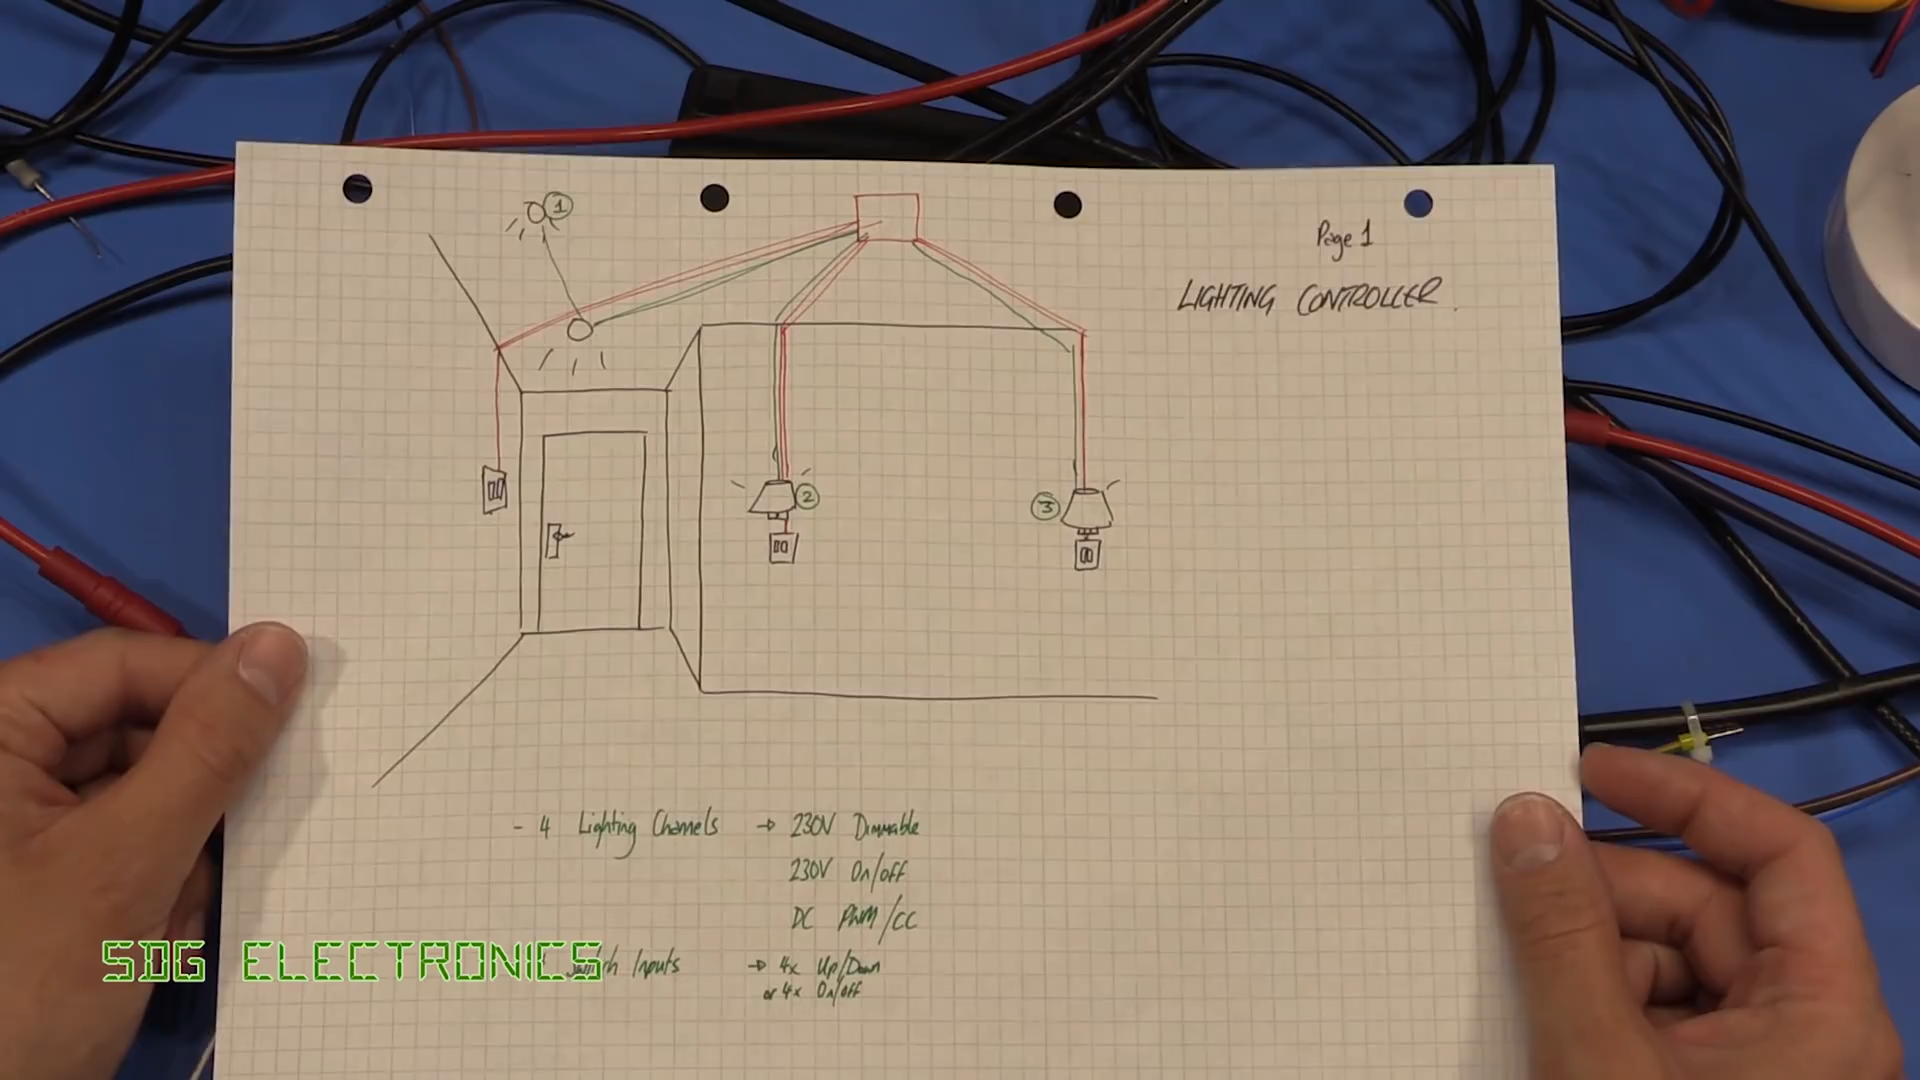 1
Page 1
LIGHTING CONTROLLER.
2
3
- 4 Lighting Channels → 230V Dimmable
230V On/off
DC PWM/CC
Inputs → 4x Up/Down
or 4x On/off
SDG ELECTRONICS